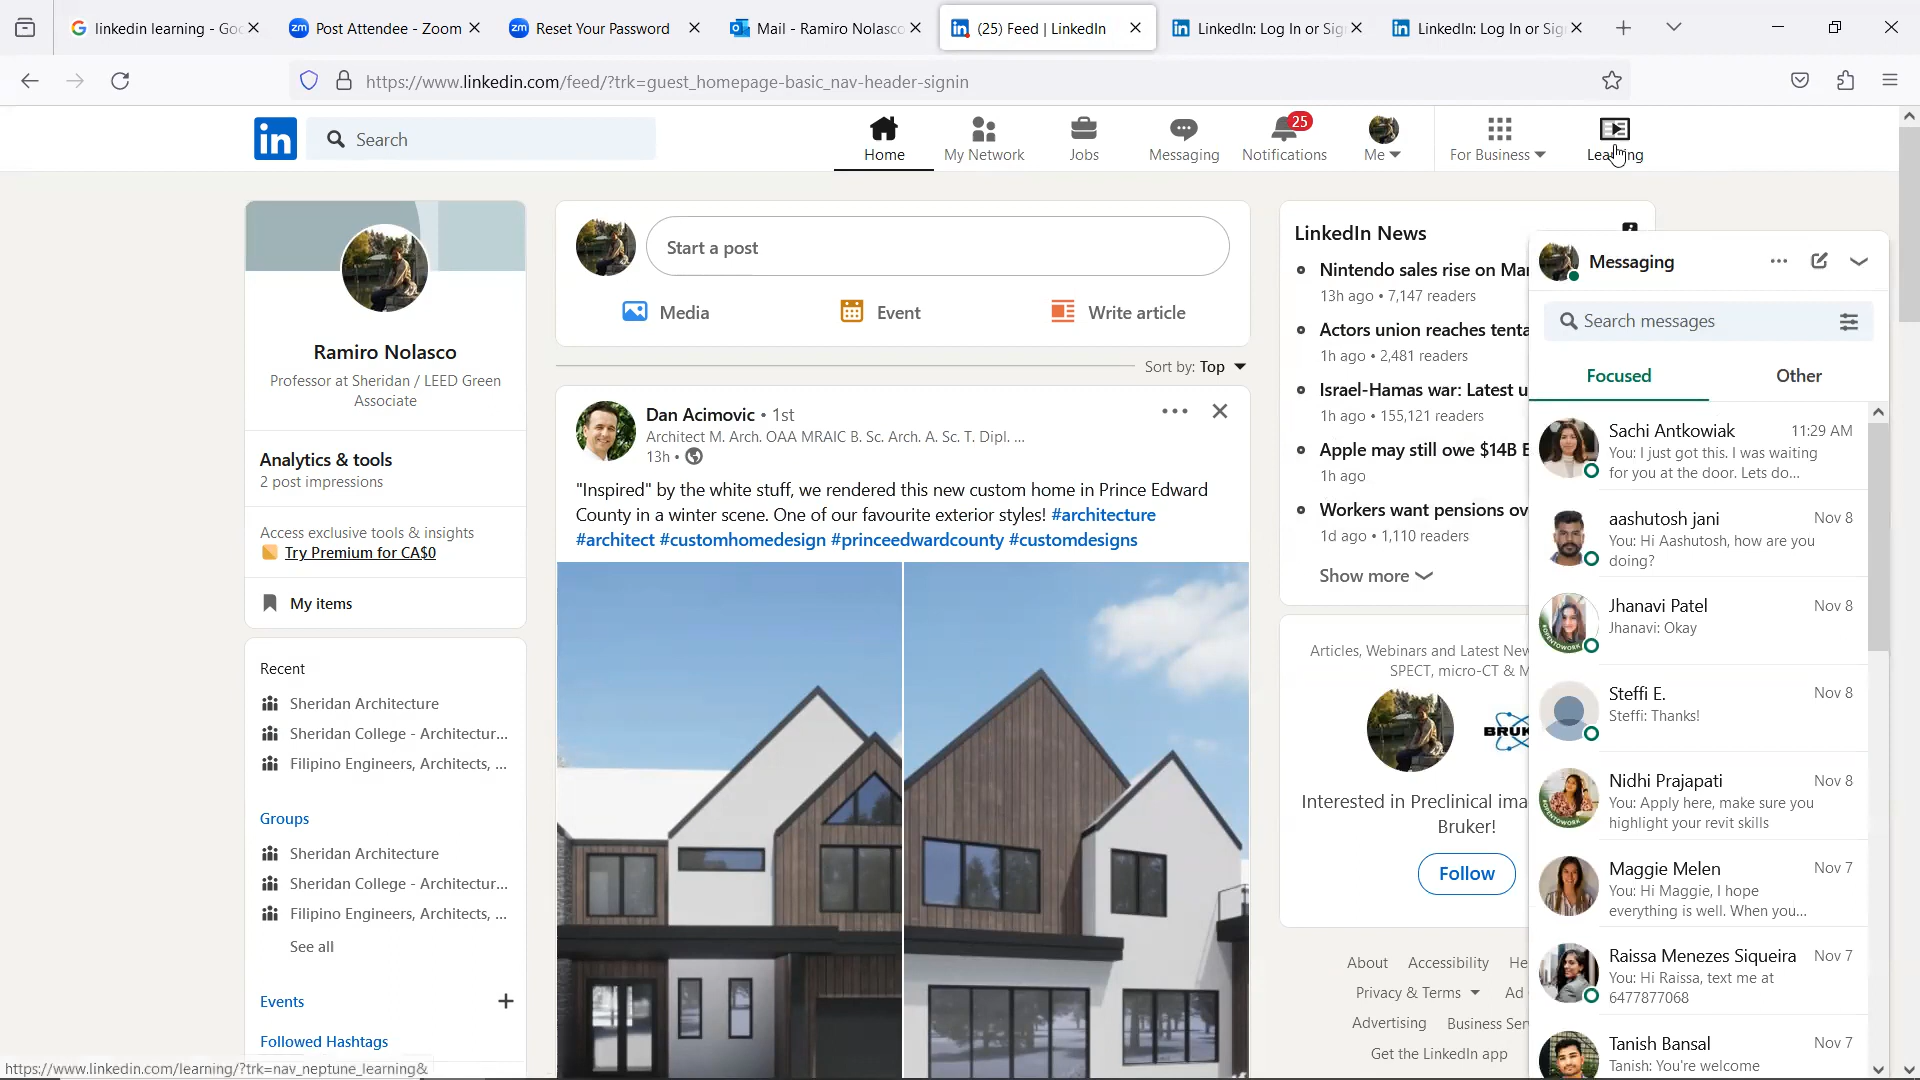 linkedin learning - Goo
Post Attendee - Zoom
Reset Your Password
Mail - Ramiro Nolasco
(25) Feed | LinkedIn
LinkedIn: Log In or Sig
LinkedIn: Log In or Sig
https://www.linkedin.com/feed/?trk=guest_homepage-basic_nav-header-signin
in
Search
Home
My Network
Jobs
Messaging
25
Notifications
Me
For Business
Learning
Ramiro Nolasco
Professor at Sheridan / LEED Green
Associate
Analytics & tools
2 post impressions
Access exclusive tools & insights
Try Premium for CA$0
My items
Recent
Sheridan Architecture
Sheridan College - Architectur...
Filipino Engineers, Architects, ...
Groups
Sheridan Architecture
Sheridan College - Architectur...
Filipino Engineers, Architects, ...
See all
Events
Followed Hashtags
https://www.linkedin.com/learning/?trk=nav_neptune_learning&
Start a post
Media
Event
Write article
Sort by: Top
Dan Acimovic • 1st
Architect M. Arch. OAA MRAIC B. Sc. Arch. A. Sc. T. Dipl. ...
13h •
"Inspired" by the white stuff, we rendered this new custom home in Prince Edward
County in a winter scene. One of our favourite exterior styles! #architecture
#architect #customhomedesign #princeedwardcounty #customdesigns
LinkedIn News
Nintendo sales rise on Mar
13h ago • 7,147 readers
Actors union reaches tenta
1h ago • 2,481 readers
Israel-Hamas war: Latest u
1h ago • 155,121 readers
Apple may still owe $14B E
1h ago
Workers want pensions ov
1d ago • 1,110 readers
Show more
Articles, Webinars and Latest New
SPECT, micro-CT & M
BRUK
Interested in Preclinical ima
Bruker!
Follow
About Accessibility He
Privacy & Terms Ad
Advertising Business Ser
Get the LinkedIn app
Messaging
Search messages
Focused
Other
Sachi Antkowiak 11:29 AM
You: I just got this. I was waiting
for you at the door. Lets do...
aashutosh jani Nov 8
You: Hi Aashutosh, how are you
doing?
Jhanavi Patel Nov 8
Jhanavi: Okay
Steffi E. Nov 8
Steffi: Thanks!
Nidhi Prajapati Nov 8
You: Apply here, make sure you
highlight your revit skills
Maggie Melen Nov 7
You: Hi Maggie, I hope
everything is well. When you...
Raissa Menezes Siqueira Nov 7
You: Hi Raissa, text me at
6477877068
Tanish Bansal Nov 7
Tanish: You're welcome